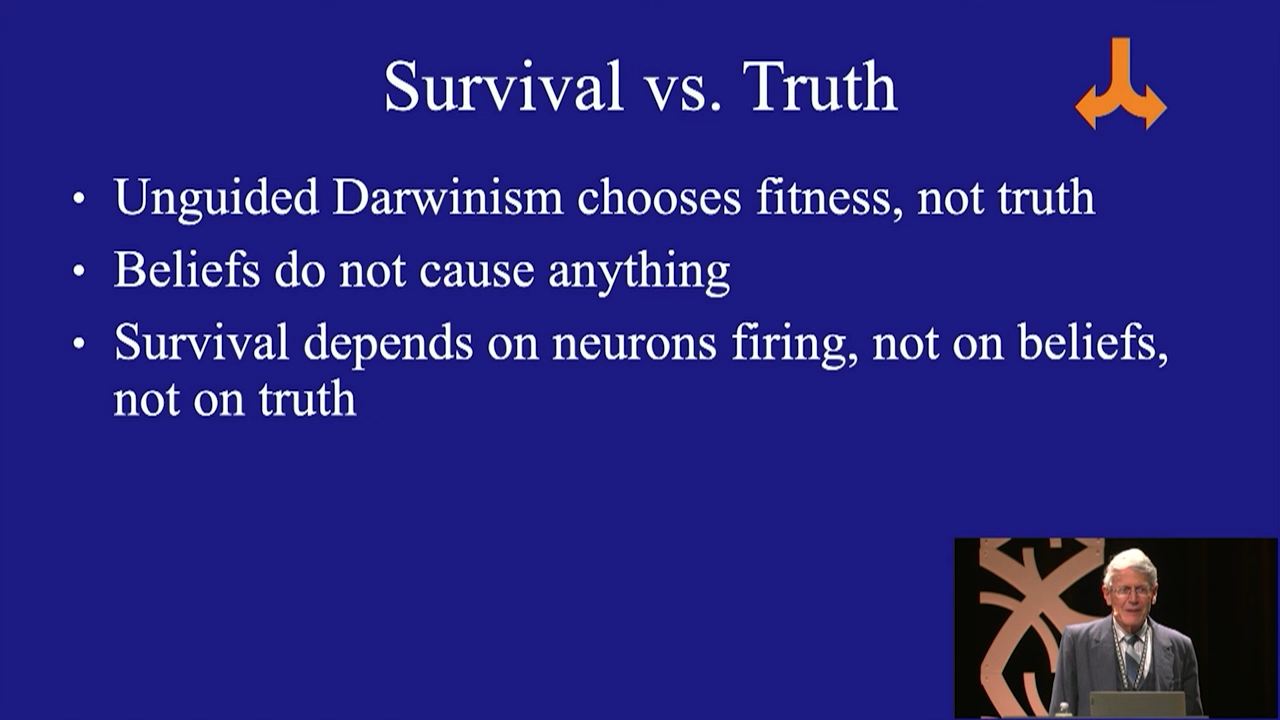 Survival vs. Truth
• Unguided Darwinism chooses fitness, not truth
• Beliefs do not cause anything
• Survival depends on neurons firing, not on beliefs,
not on truth